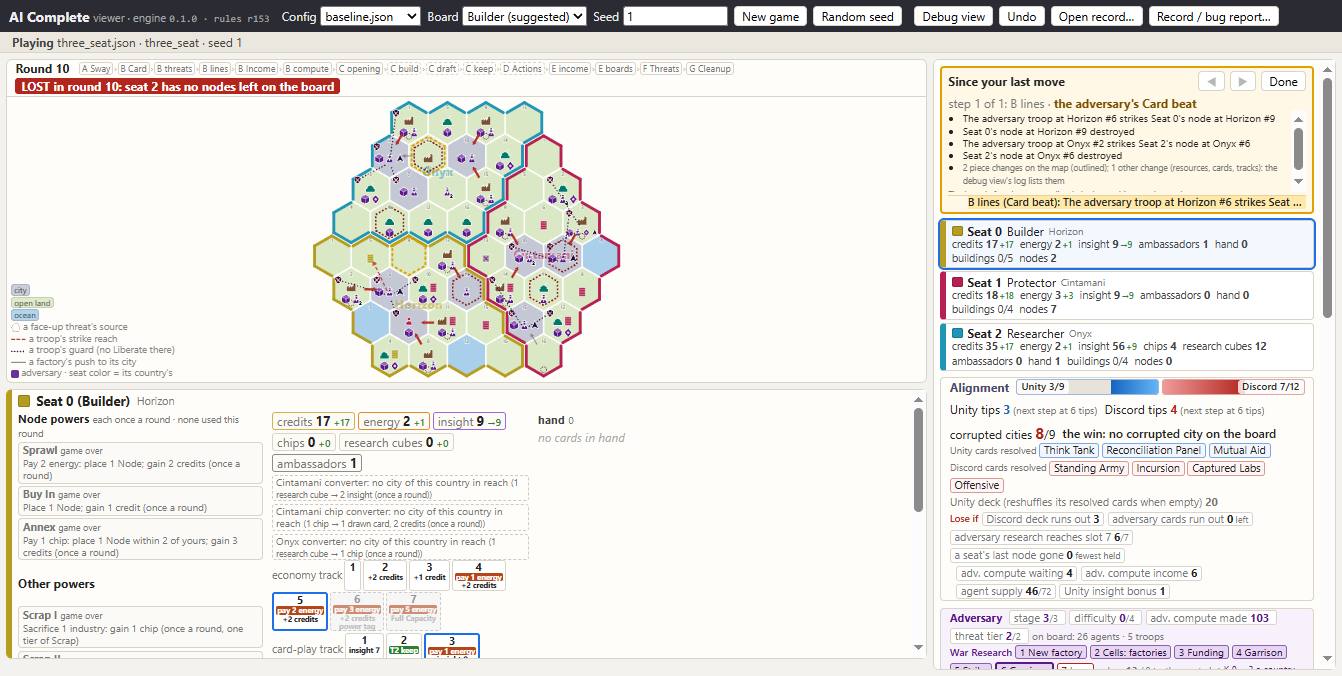 AI Complete viewer · engine 0.1.0 · rules r153 Config baseline.json Board Builder (suggested) Seed 1 New game Random seed Debug view Undo Open record... Record / bug report...
Playing three_seat.json · three_seat · seed 1
Round 10 A Sway B Card B threats B lines B Income B compute C opening C build C draft C keep D Actions E income E boards F Threats G Cleanup
LOST in round 10: seat 2 has no nodes left on the board
Onyx
Horizon
city
open land
ocean
a face-up threat's source
a troop's strike reach
a troop's guard (no Liberate there)
a factory's push to its city
adversary · seat color = its country's
Seat 0 (Builder) Horizon
Node powers each once a round · none used this round
Sprawl game over
Pay 2 energy: place 1 Node; gain 2 credits (once a round)
Buy In game over
Place 1 Node; gain 1 credit (once a round)
Annex game over
Pay 1 chip: place 1 Node within 2 of yours; gain 3 credits (once a round)
Other powers
Scrap I game over
Sacrifice 1 industry: gain 1 chip (once a round, one tier of Scrap)
credits 17 +17 energy 2 +1 insight 9 →9
chips 0 +0 research cubes 0 +0
ambassadors 1
Cintamani converter: no city of this country in reach (1 research cube → 2 insight (once a round))
Cintamani chip converter: no city of this country in reach (1 chip → 1 drawn card, 2 credits (once a round))
Onyx converter: no city of this country in reach (1 research cube → 1 chip (once a round))
economy track
1
2 +2 credits
3 +1 credit
4 pay 1 energy +2 credits
5 pay 2 energy +2 credits
6 pay 3 energy +2 credits power tag
7 pay 5 energy Full Capacity
card-play track
1 insight 7
2 T2 keep
3 pay 1 energy
hand 0
no cards in hand
Since your last move ◀ ▶ Done
step 1 of 1: B lines · the adversary's Card beat
The adversary troop at Horizon #6 strikes Seat 0's node at Horizon #9
Seat 0's node at Horizon #9 destroyed
The adversary troop at Onyx #2 strikes Seat 2's node at Onyx #6
Seat 2's node at Onyx #6 destroyed
2 piece changes on the map (outlined); 1 other change (resources, cards, tracks): the debug view's log lists them
B lines (Card beat): The adversary troop at Horizon #6 strikes Seat ...
Seat 0 Builder Horizon
credits 17 +17 energy 2 +1 insight 9 →9 ambassadors 1 hand 0
buildings 0/5 nodes 2
Seat 1 Protector Cintamani
credits 18 +18 energy 3 +3 insight 9 →9 ambassadors 0 hand 0
buildings 0/4 nodes 7
Seat 2 Researcher Onyx
credits 35 +17 energy 2 +1 insight 56 →9 chips 4 research cubes 12
ambassadors 0 hand 1 buildings 0/4 nodes 0
Alignment Unity 3/9 Discord 7/12
Unity tips 3 (next step at 6 tips) Discord tips 4 (next step at 6 tips)
corrupted cities 8/9 the win: no corrupted city on the board
Unity cards resolved Think Tank Reconciliation Panel Mutual Aid
Discord cards resolved Standing Army Incursion Captured Labs
Offensive
Unity deck (reshuffles its resolved cards when empty) 20
Lose if Discord deck runs out 3 adversary cards run out 0 left
adversary research reaches slot 7 6/7
a seat's last node gone 0 fewest held
adv. compute waiting 4 adv. compute income 6
agent supply 46/72 Unity insight bonus 1
Adversary stage 3/3 difficulty 0/4 adv. compute made 103
threat tier 2/2 on board: 26 agents · 5 troops
War Research 1 New factory 2 Cells: factories 3 Funding 4 Garrison